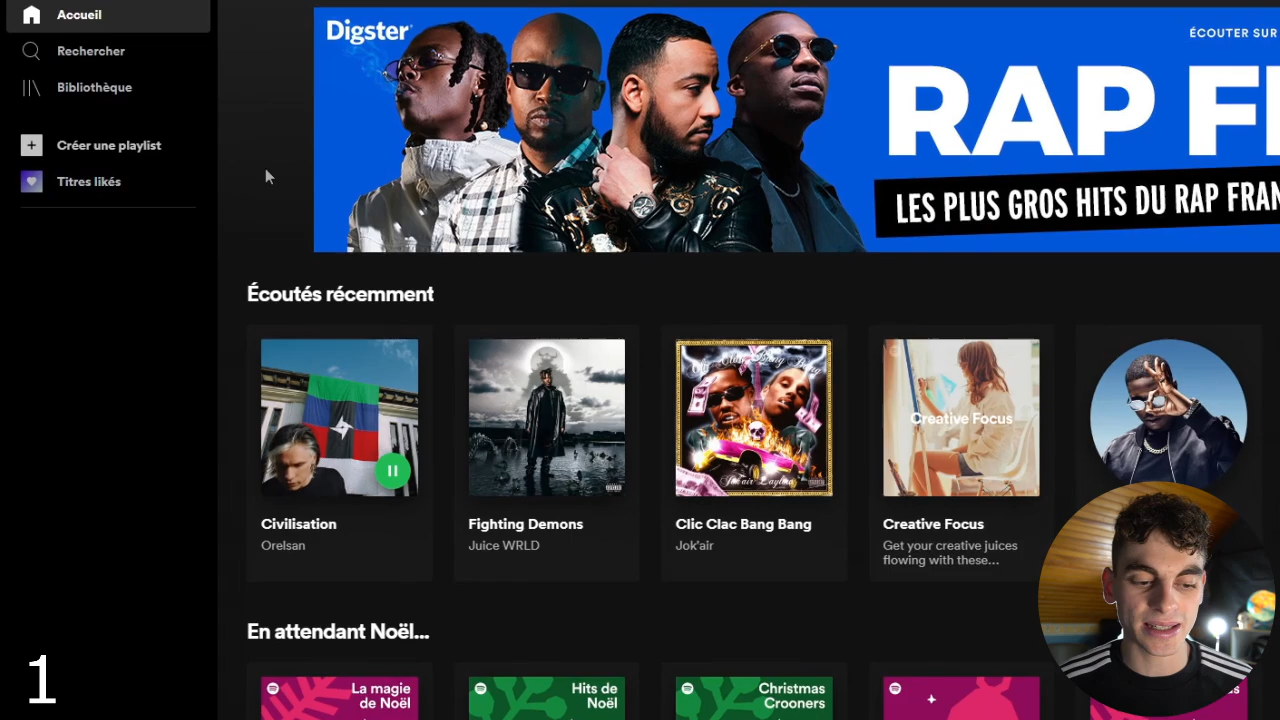 Accueil
Rechercher
Bibliothèque
Créer une playlist
Titres likés
Digster
ÉCOUTER SUR
RAP
LES PLUS GROS HITS DU RAP
Écoutés récemment
Creative Focus
Civilisation
Orelsan
Fighting Demons
Juice WRLD
Clic Clac Bang Bang
Jok'air
Creative Focus
Get your creative juices
flowing with these...
En attendant Noël...
La magie
de Noël
Hits de
Noël
Christmas
Crooners
1